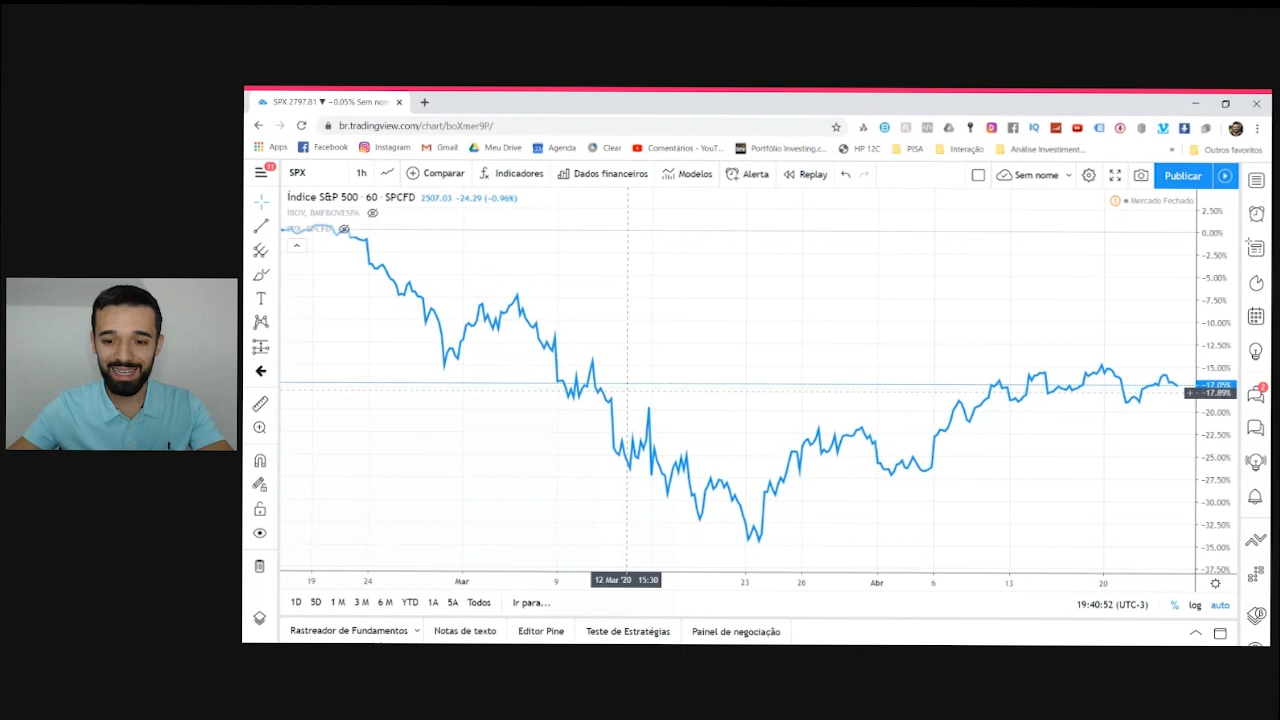 SPX 2797.81 ▼ −0.05% Sem nom
br.tradingview.com/chart/boXmer9P/
Apps Facebook Instagram Gmail Meu Drive Agenda Clear Comentários - YouT... Portfólio Investing.c... HP 12C PISA Interação Análise Investiment... » Outros favoritos
11 SPX 1h Comparar Indicadores Dados financeiros Modelos Alerta Replay Sem nome Publicar
Índice S&P 500 · 60 · SPCFD 2507.03 −24.29 (−0.96%)
IBOV, BMFBOVESPA
Mercado Fechado
2.50%
0.00%
−2.50%
−5.00%
−7.50%
−10.00%
−12.50%
−15.00%
−17.05%
−17.89%
−20.00%
−22.50%
−25.00%
−27.50%
−30.00%
−32.50%
−35.00%
−37.50%
2
19 24 Mar 9 12 Mar '20 15:30 23 26 Abr 6 13 20
1D 5D 1 M 3 M 6 M YTD 1A 5A Todos Ir para... 19:40:52 (UTC-3) % log auto
Rastreador de Fundamentos Notas de texto Editor Pine Teste de Estratégias Painel de negociação